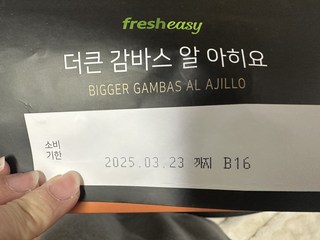 fresheasy
더큰 감바스 알 아히요
BIGGER GAMBAS AL AJILLO
소비
기한
2025.03.23 까지 B16